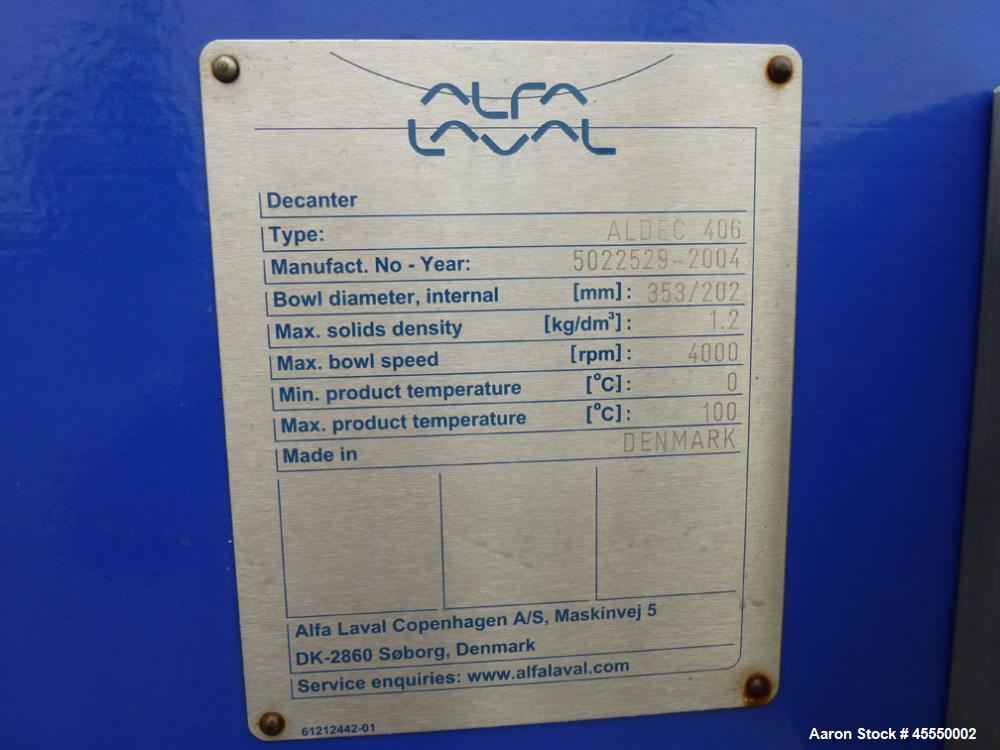 ALFA
LAVAL
Decanter
Type: ALDEC 406
Manufact. No - Year: 5022529-2004
Bowl diameter, internal [mm]: 353/202
Max. solids density [kg/dm³]: 1.2
Max. bowl speed [rpm]: 4000
Min. product temperature [°C]: 0
Max. product temperature [°C]: 100
Made in DENMARK
Alfa Laval Copenhagen A/S, Maskinvej 5
DK-2860 Søborg, Denmark
Service enquiries: www.alfalaval.com
61212442-01
Aaron Stock # 45550002